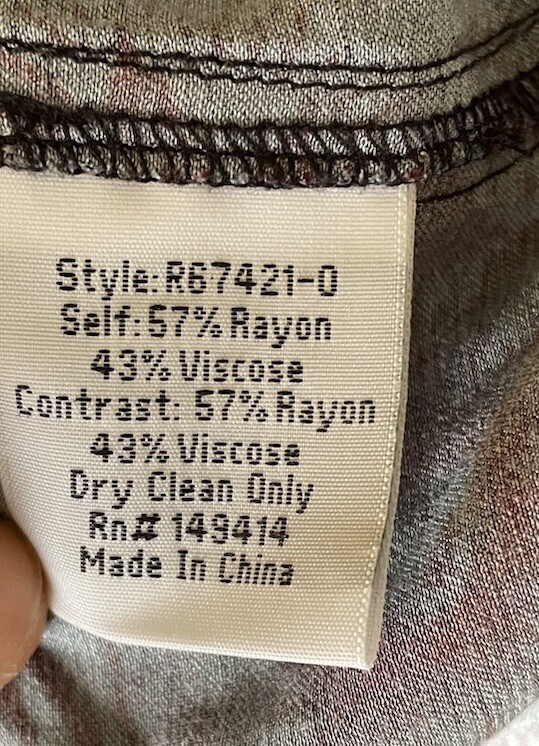 Style:R67421-0
Self:57% Rayon
43% Viscose
Contrast: 57% Rayon
43% Viscose
Dry Clean Only
Rn# 149414
Made In China